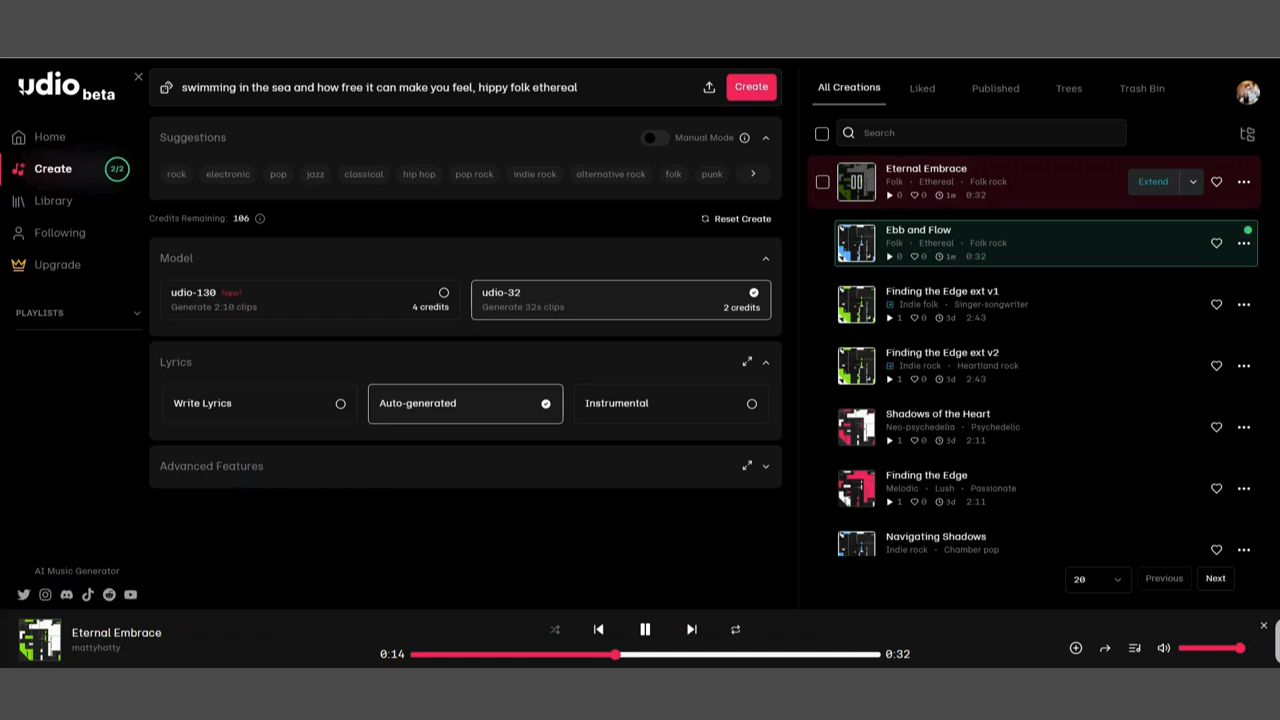 udio beta
Home
Create 2/2
Library
Following
Upgrade
PLAYLISTS
AI Music Generator
swimming in the sea and how free it can make you feel, hippy folk ethereal
Create
Suggestions
Manual Mode
rock electronic pop jazz classical hip hop pop rock indie rock alternative rock folk punk
Credits Remaining: 106
Reset Create
Model
udio-130 New!
Generate 2:10 clips
4 credits
udio-32
Generate 32s clips
2 credits
Lyrics
Write Lyrics
Auto-generated
Instrumental
Advanced Features
All Creations Liked Published Trees Trash Bin
Search
Eternal Embrace
Folk · Ethereal · Folk rock
0 0 1m 0:32
Extend
Ebb and Flow
Folk · Ethereal · Folk rock
0 0 1m 0:32
Finding the Edge ext v1
Indie folk · Singer-songwriter
1 0 3d 2:43
Finding the Edge ext v2
Indie rock · Heartland rock
1 0 3d 2:43
Shadows of the Heart
Neo-psychedelia · Psychedelic
1 0 3d 2:11
Finding the Edge
Melodic · Lush · Passionate
1 0 3d 2:11
Navigating Shadows
Indie rock · Chamber pop
20
Previous
Next
Eternal Embrace
mattyhatty
0:14
0:32